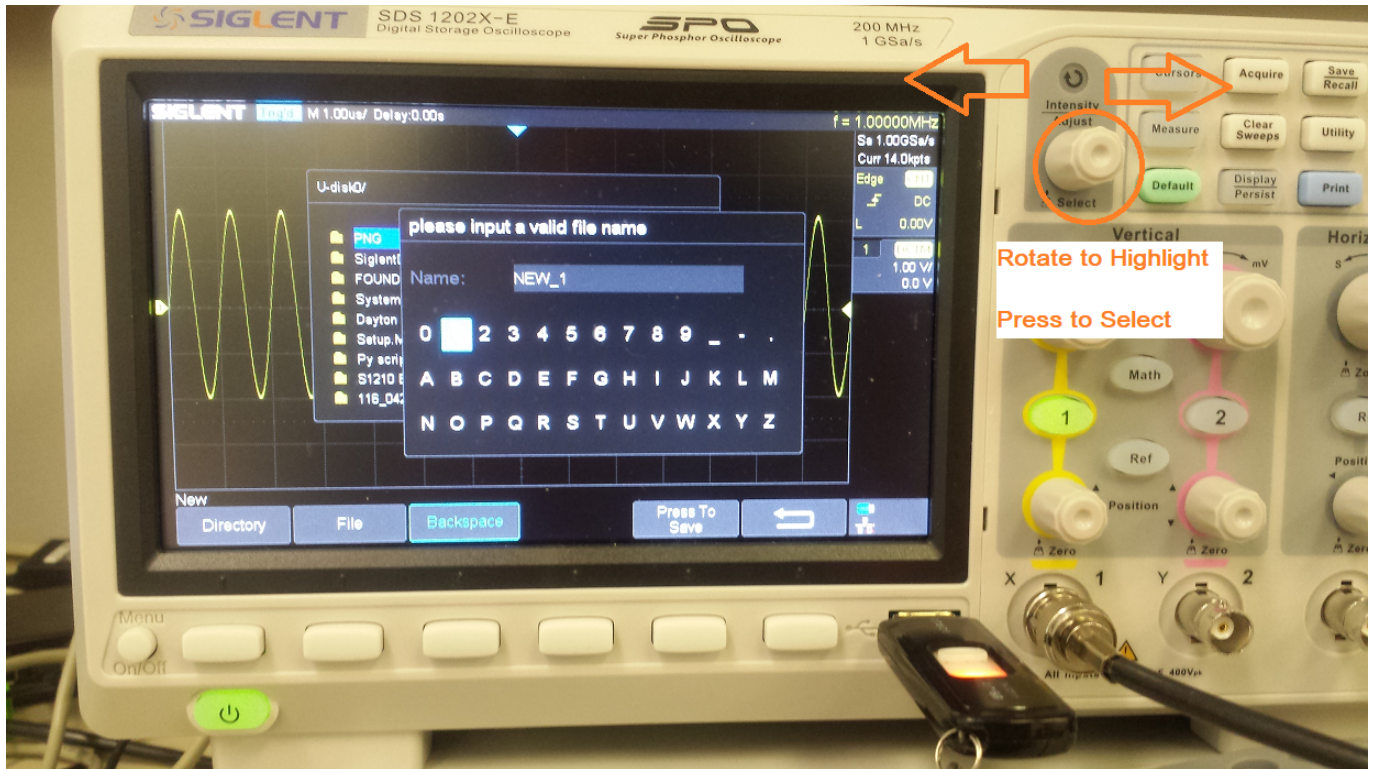 SIGLENT
SDS 1202X-E
Digital Storage Oscilloscope
SPO
Super Phosphor Oscilloscope
200 MHz
1 GSa/s
SIGLENT M 1.00us/ Delay:0.00s
f = 1.00000MHz
Sa 1.00GSa/s
Curr 14.0kpts
Edge
DC
L 0.00V
1
1.00 V/
0.0 V
U-disk0/
PNG
FOUND
System
Dayton
Setup.
Py scrip
S1210
116_042
please input a valid file name
Name: NEW_1
0 2 3 4 5 6 7 8 9 _ - .
A B C D E F G H I J K L M
N O P Q R S T U V W X Y Z
New
Directory File Backspace Press To Save
Menu
On/Off
Intensity
Adjust
Select
Cursors Acquire Save Recall
Measure Clear Sweeps Utility
Default Display Persist Print
Vertical
Horiz
mV
S
Rotate to Highlight
Press to Select
Math
1 2
Ref
Position
Positi
Zero Zero Zer
X 1 Y 2
All Inputs
400Vpk